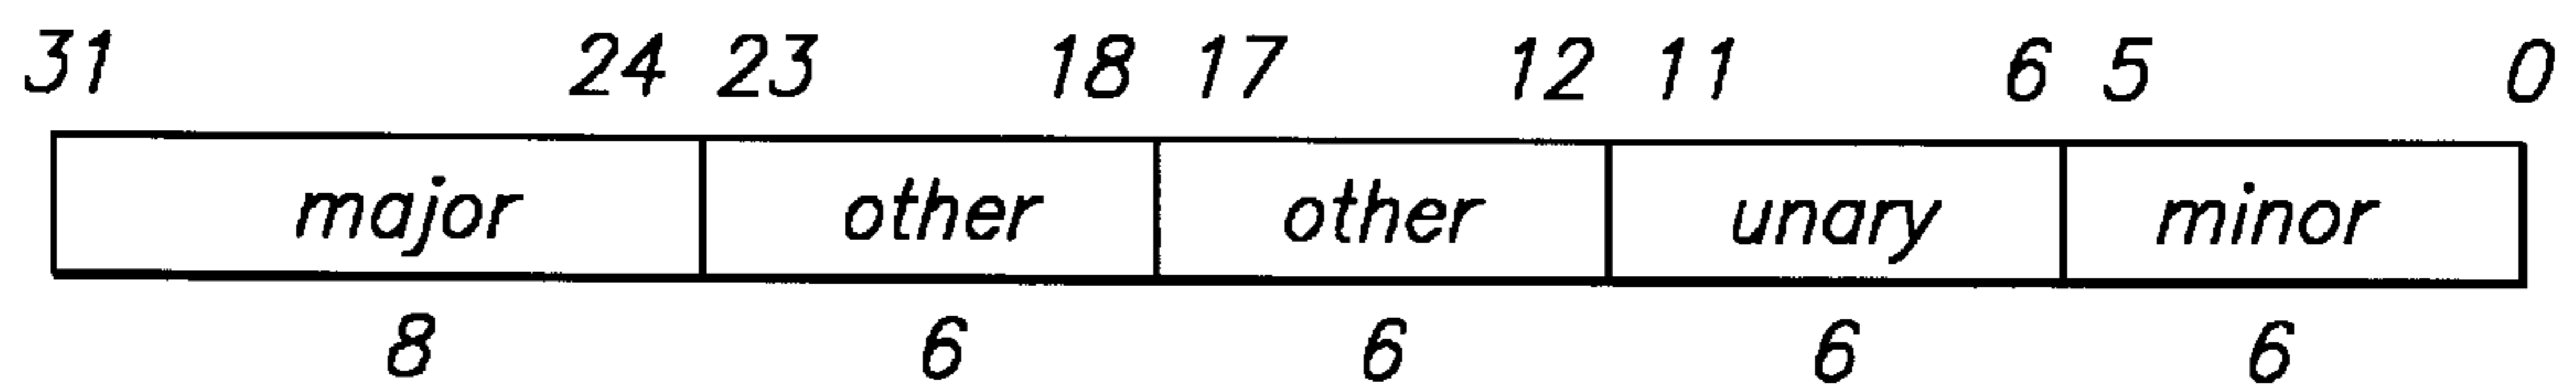 31 24 23 18 17 12 11 6 5 0
major other other unary minor
8 6 6 6 6